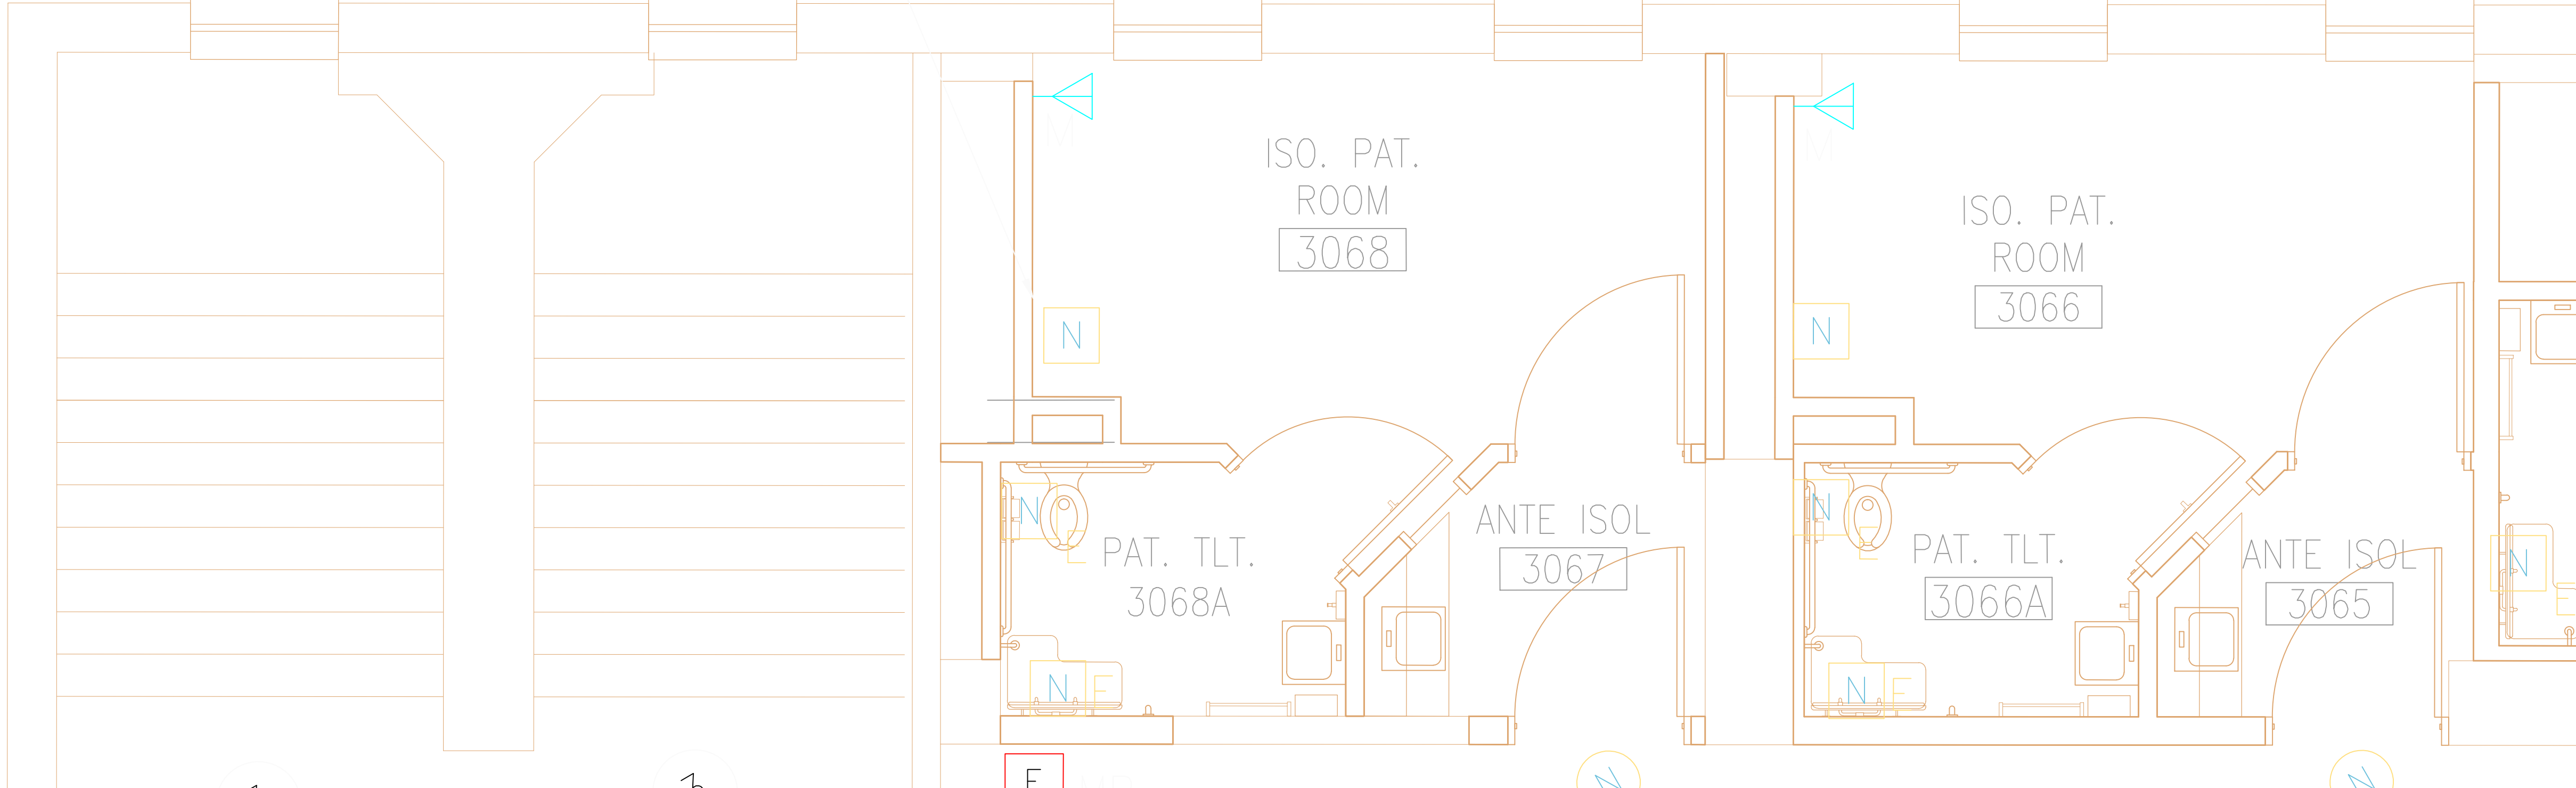 ISO. PAT.
ROOM
3068
ISO. PAT.
ROOM
3066
N
N
N
N
N
E
E
E
ANTE ISOL
3067
PAT. TLT.
3068A
PAT. TLT.
3066A
ANTE ISOL
3065
N
E
N
E
N
E
F
N
N